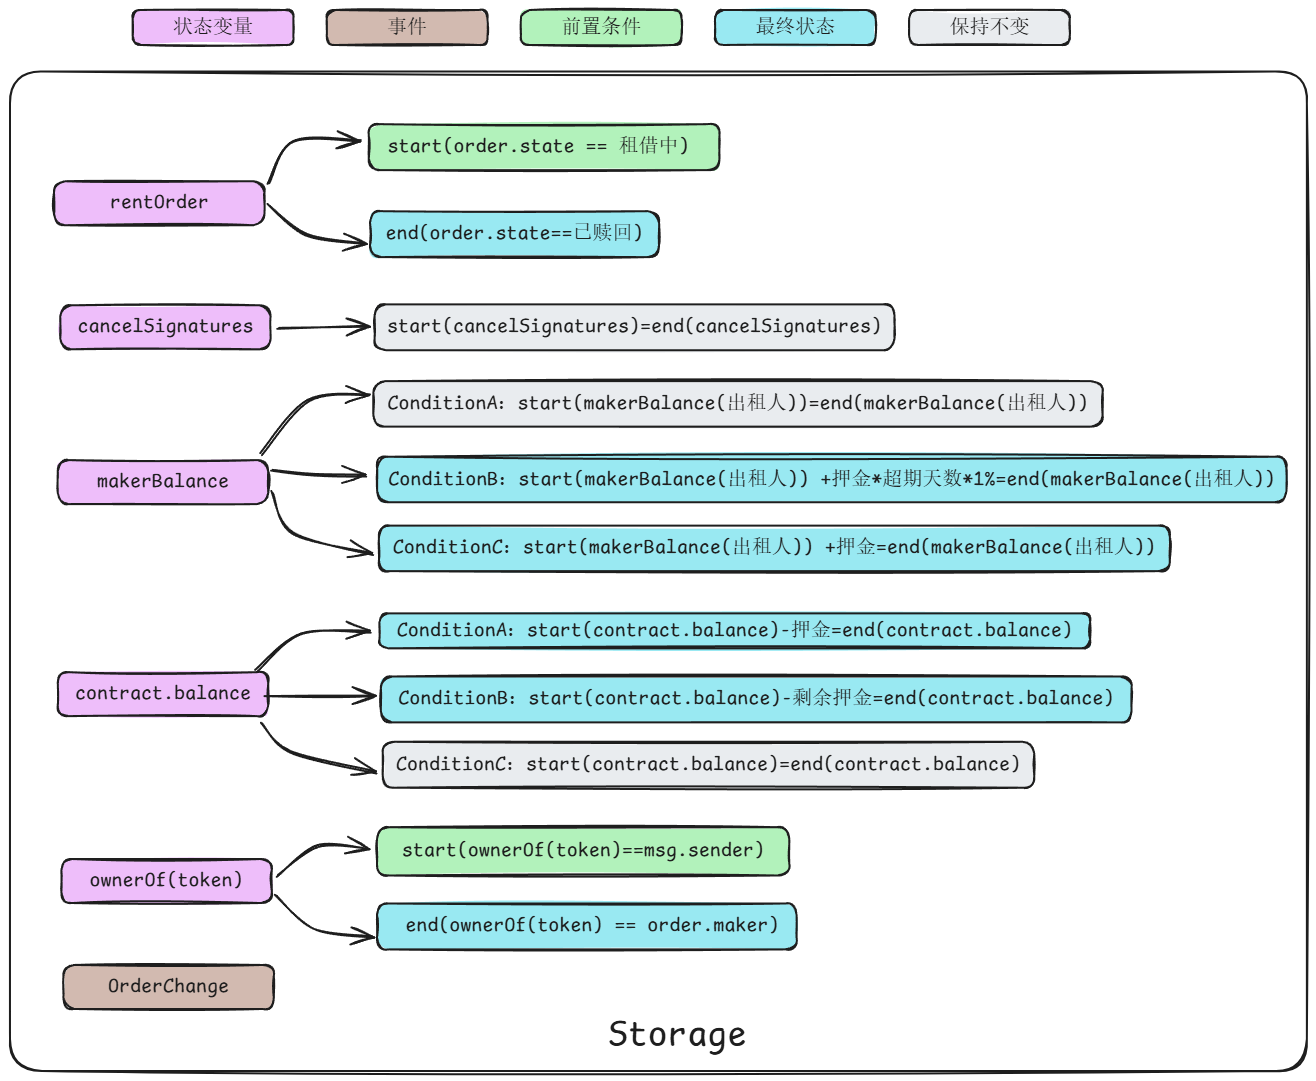 状态变量
事件
前置条件
最终状态
保持不变
rentOrder
start(order.state == 租借中)
end(order.state==已赎回)
cancelSignatures
start(cancelSignatures)=end(cancelSignatures)
makerBalance
ConditionA: start(makerBalance(出租人))=end(makerBalance(出租人))
ConditionB: start(makerBalance(出租人)) +押金*超期天数*1%=end(makerBalance(出租人))
ConditionC: start(makerBalance(出租人)) +押金=end(makerBalance(出租人))
contract.balance
ConditionA: start(contract.balance)-押金=end(contract.balance)
ConditionB: start(contract.balance)-剩余押金=end(contract.balance)
ConditionC: start(contract.balance)=end(contract.balance)
ownerOf(token)
start(ownerOf(token)==msg.sender)
end(ownerOf(token) == order.maker)
OrderChange
Storage